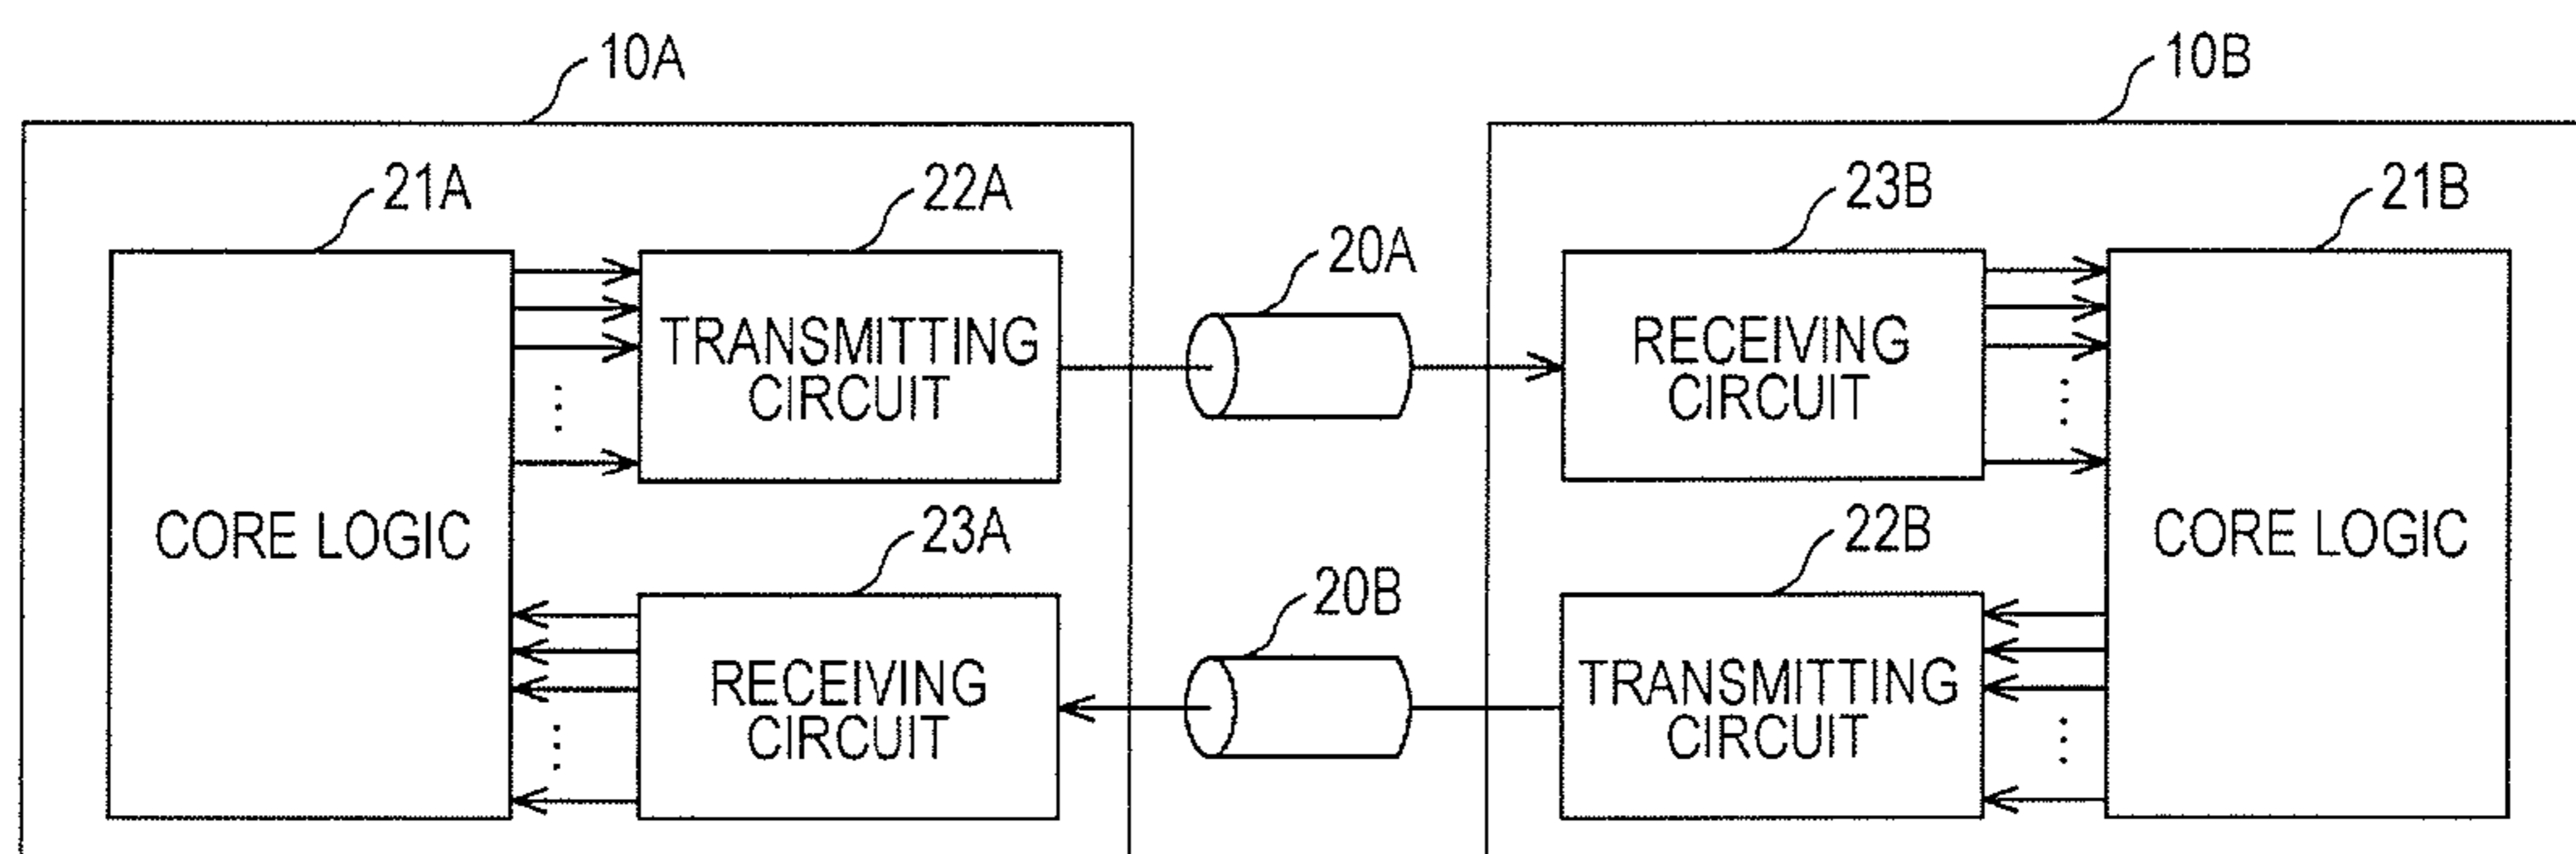 10A
10B
21A
22A
23B
21B
20A
TRANSMITTING
CIRCUIT
RECEIVING
CIRCUIT
CORE LOGIC
CORE LOGIC
23A
22B
20B
RECEIVING
CIRCUIT
TRANSMITTING
CIRCUIT